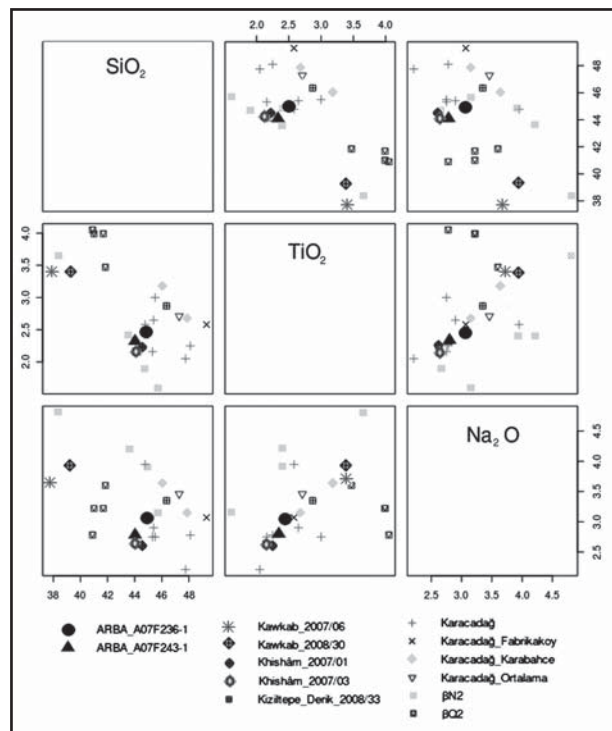 2.0 2.5 3.0 3.5 4.0
SiO2
38 40 42 44 46 48
2.0 2.5 3.0 3.5 4.0
TiO2
Na2 O
2.5 3.0 3.5 4.0 4.5
38 40 42 44 46 48
2.5 3.0 3.5 4.0 4.5
ARBA_A07F236-1
ARBA_A07F243-1
Kawkab_2007/06
Kawkab_2008/30
Khishâm_2007/01
Khishâm_2007/03
Kiziltepe_Derik_2008/33
Karacadağ
Karacadağ_Fabrikakoy
Karacadağ_Karabahce
Karacadağ_Ortalama
βN2
βQ2